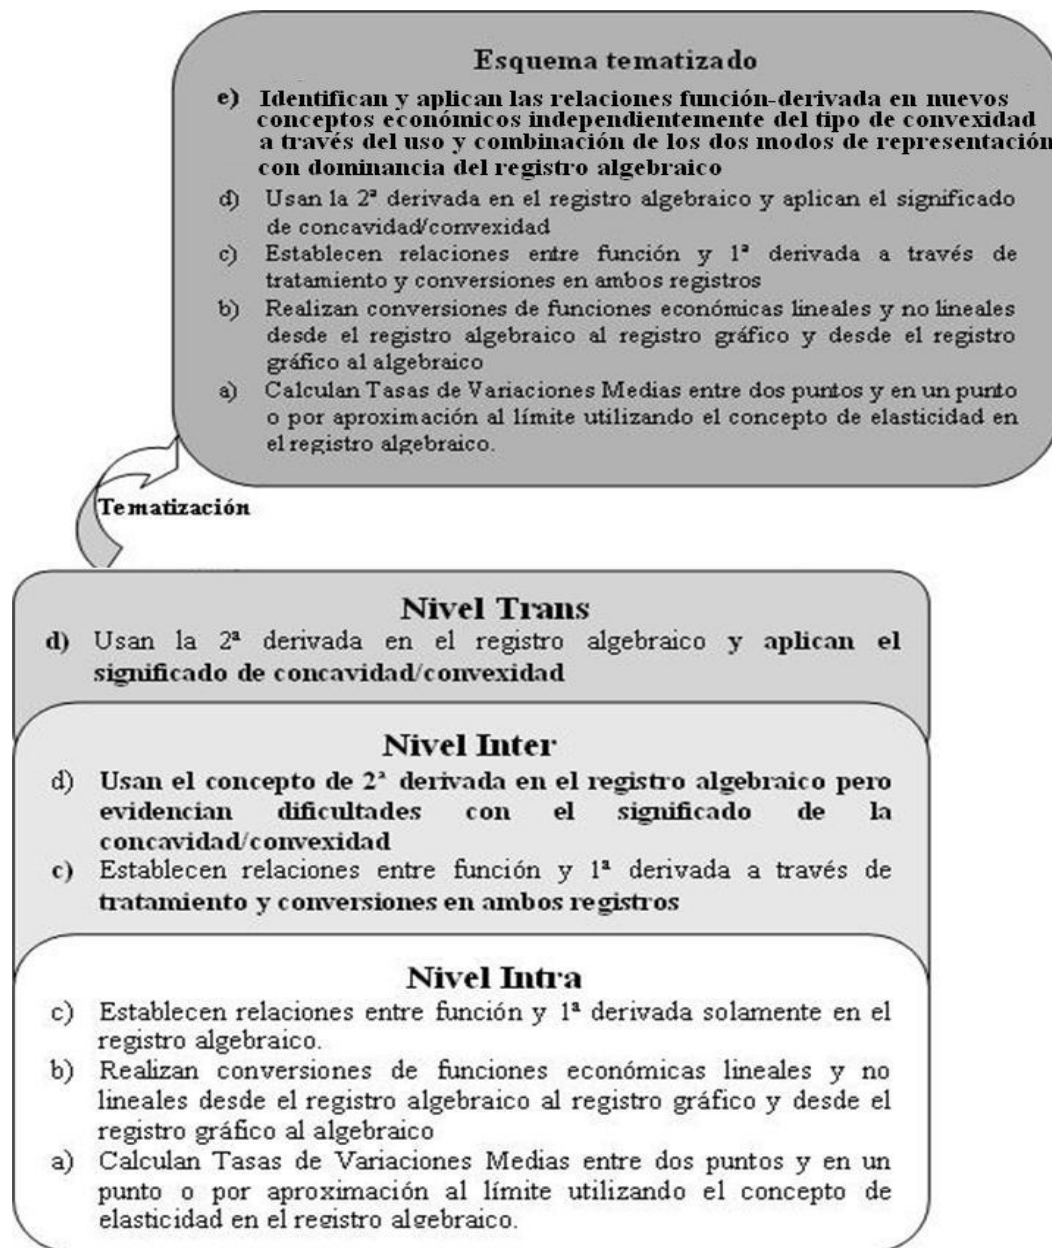 Esquema tematizado
e) Identifican y aplican las relaciones función-derivada en nuevos
conceptos económicos independientemente del tipo de convexidad
a través del uso y combinación de los dos modos de representación
con dominancia del registro algebraico
d) Usan la 2ª derivada en el registro algebraico y aplican el significado
de concavidad/convexidad
c) Establecen relaciones entre función y 1ª derivada a través de
tratamiento y conversiones en ambos registros
b) Realizan conversiones de funciones económicas lineales y no lineales
desde el registro algebraico al registro gráfico y desde el registro
gráfico al algebraico
a) Calculan Tasas de Variaciones Medias entre dos puntos y en un punto
o por aproximación al límite utilizando el concepto de elasticidad en
el registro algebraico.
Tematización
Nivel Trans
d) Usan la 2ª derivada en el registro algebraico y aplican el
significado de concavidad/convexidad
Nivel Inter
d) Usan el concepto de 2ª derivada en el registro algebraico pero
evidencian dificultades con el significado de la
concavidad/convexidad
c) Establecen relaciones entre función y 1ª derivada a través de
tratamiento y conversiones en ambos registros
Nivel Intra
c) Establecen relaciones entre función y 1ª derivada solamente en el
registro algebraico.
b) Realizan conversiones de funciones económicas lineales y no
lineales desde el registro algebraico al registro gráfico y desde el
registro gráfico al algebraico
a) Calculan Tasas de Variaciones Medias entre dos puntos y en un
punto o por aproximación al límite utilizando el concepto de
elasticidad en el registro algebraico.